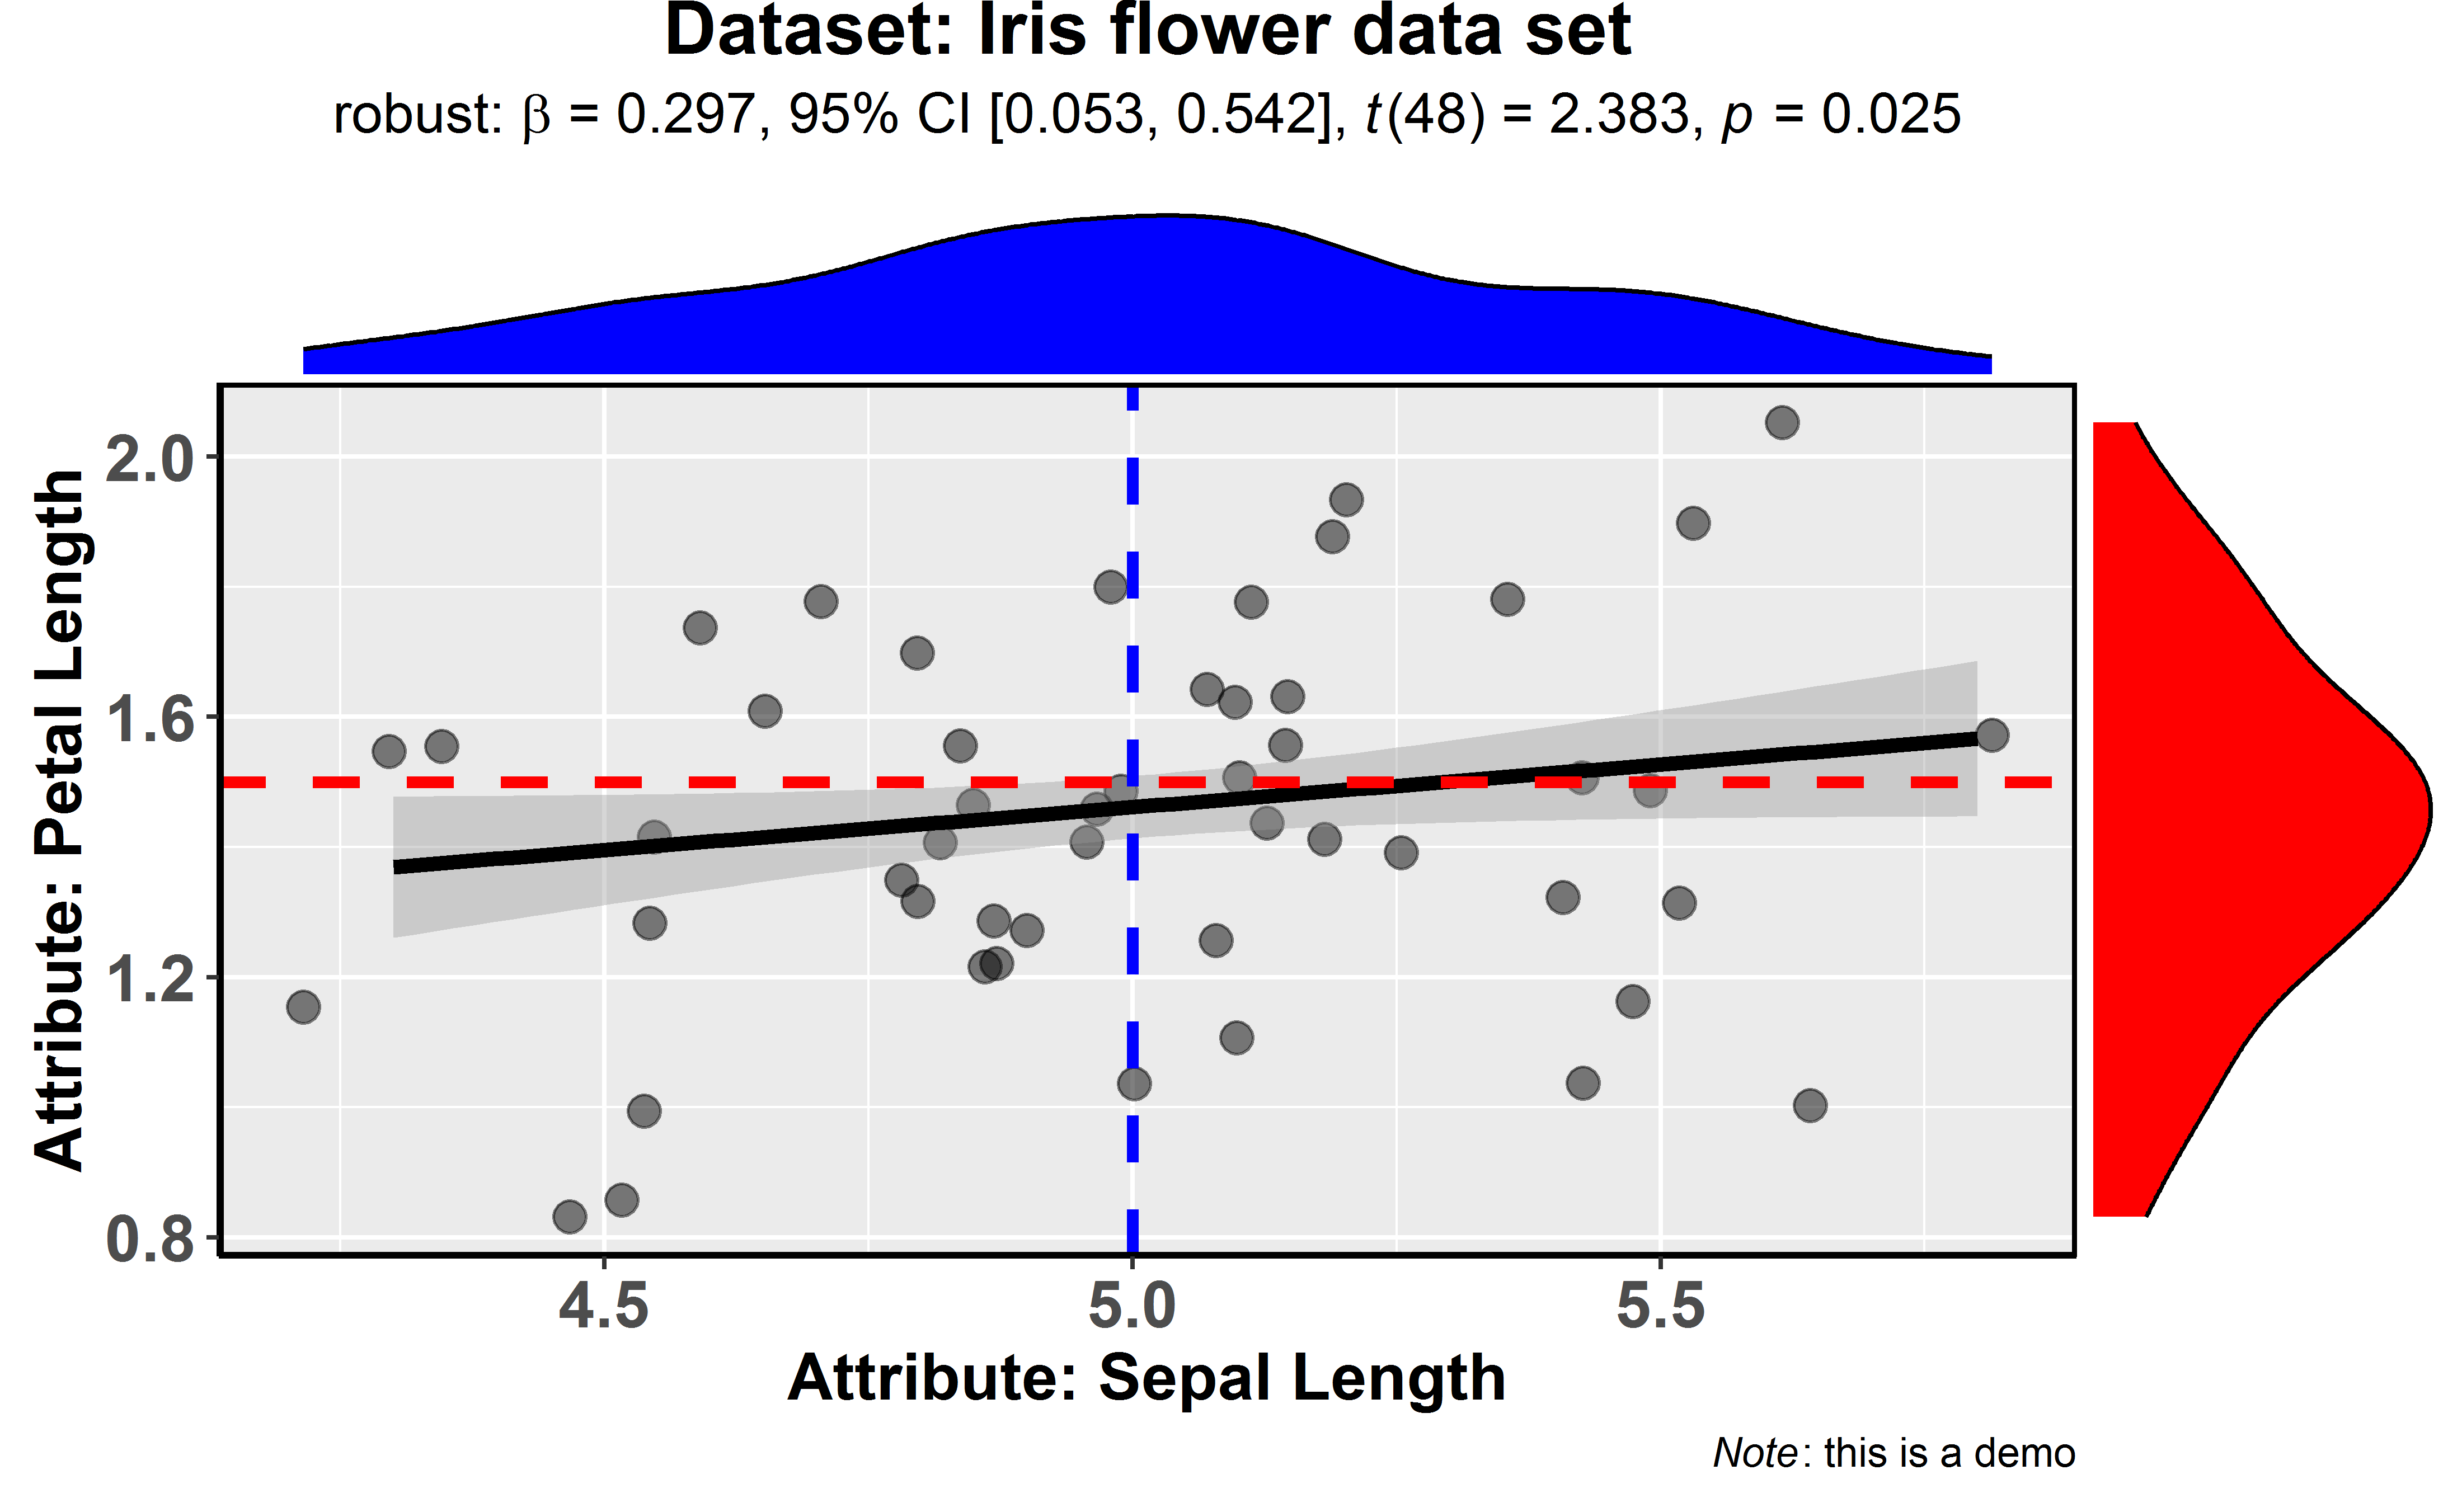 Dataset: Iris flower data set
robust: β = 0.297, 95% CI [0.053, 0.542], t(48) = 2.383, p = 0.025
Attribute: Petal Length
2.0
1.6
1.2
0.8
4.5 5.0 5.5
Attribute: Sepal Length
Note: this is a demo